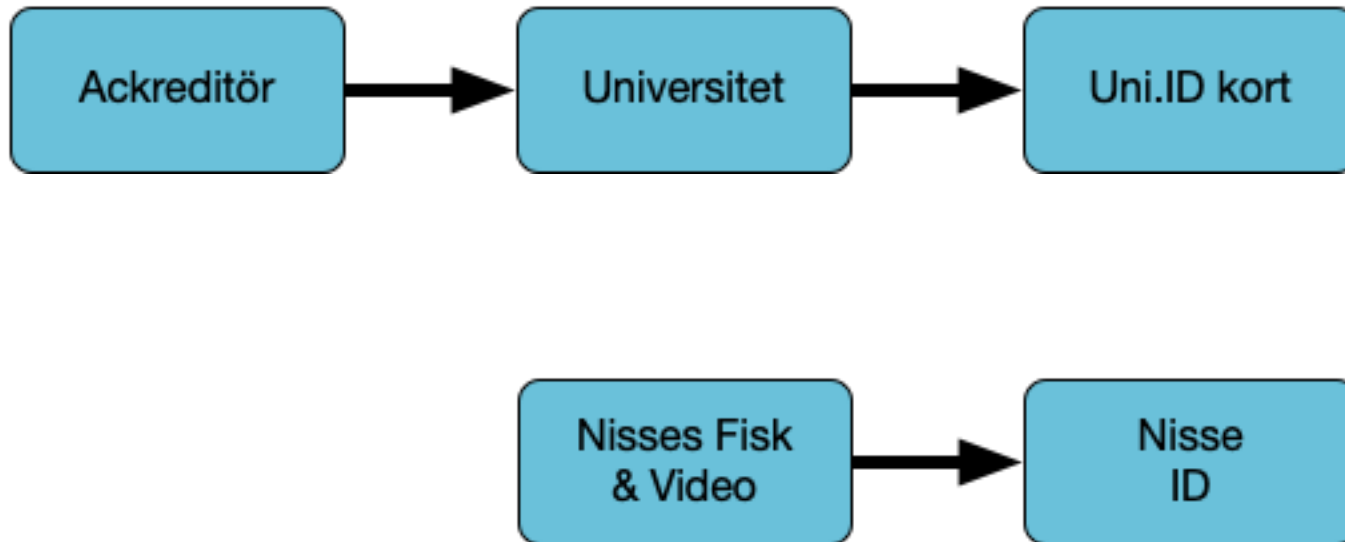 Ackreditör
Universitet
Uni.ID kort
Nisses Fisk
& Video
Nisse
ID